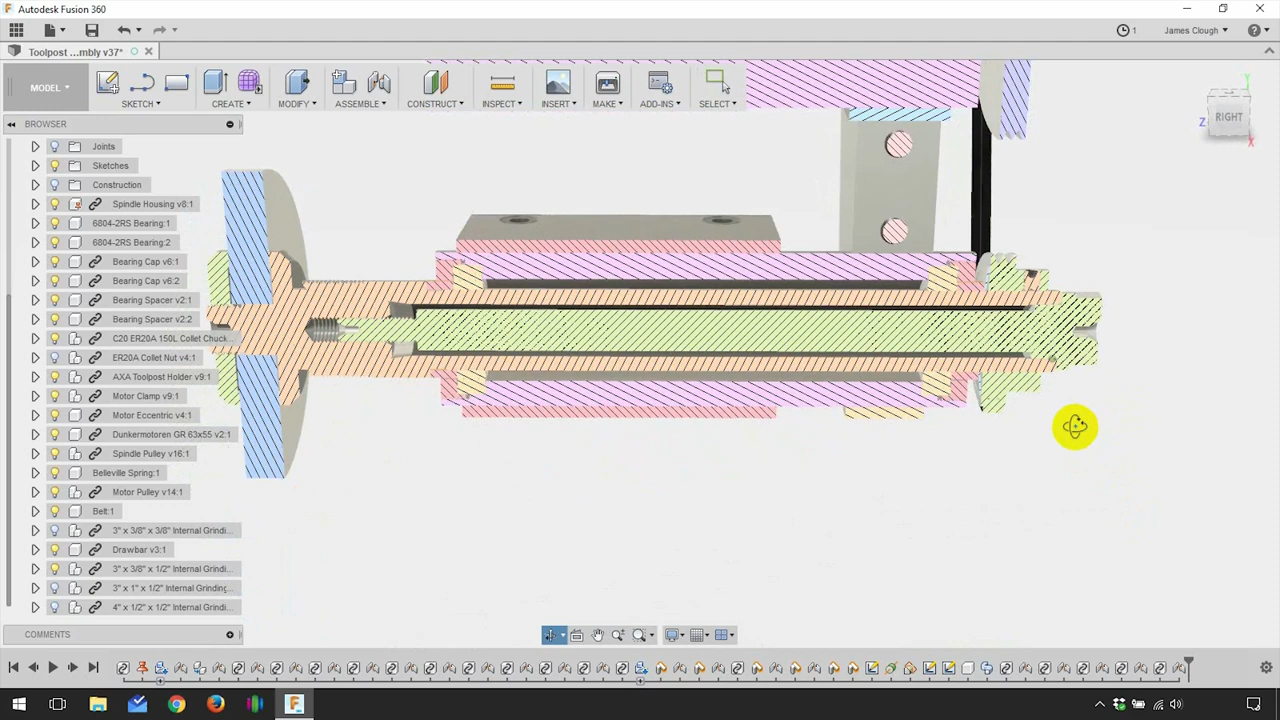 Autodesk Fusion 360
1 James Clough
Toolpost ...mbly v37*
MODEL
SKETCH CREATE MODIFY ASSEMBLE CONSTRUCT INSPECT INSERT MAKE ADD-INS SELECT
BROWSER
Joints
Sketches
Construction
Spindle Housing v8:1
6804-2RS Bearing:1
6804-2RS Bearing:2
Bearing Cap v6:1
Bearing Cap v6:2
Bearing Spacer v2:1
Bearing Spacer v2:2
C20 ER20A 150L Collet Chuck...
ER20A Collet Nut v4:1
AXA Toolpost Holder v9:1
Motor Clamp v9:1
Motor Eccentric v4:1
Dunkermotoren GR 63x55 v2:1
Spindle Pulley v16:1
Belleville Spring:1
Motor Pulley v14:1
Belt:1
3" x 3/8" x 3/8" Internal Grindi...
Drawbar v3:1
3" x 3/8" x 1/2" Internal Grindi...
3" x 1" x 1/2" Internal Grinding...
4" x 1/2" x 1/2" Internal Grindi...
COMMENTS
RIGHT
Y
Z
X